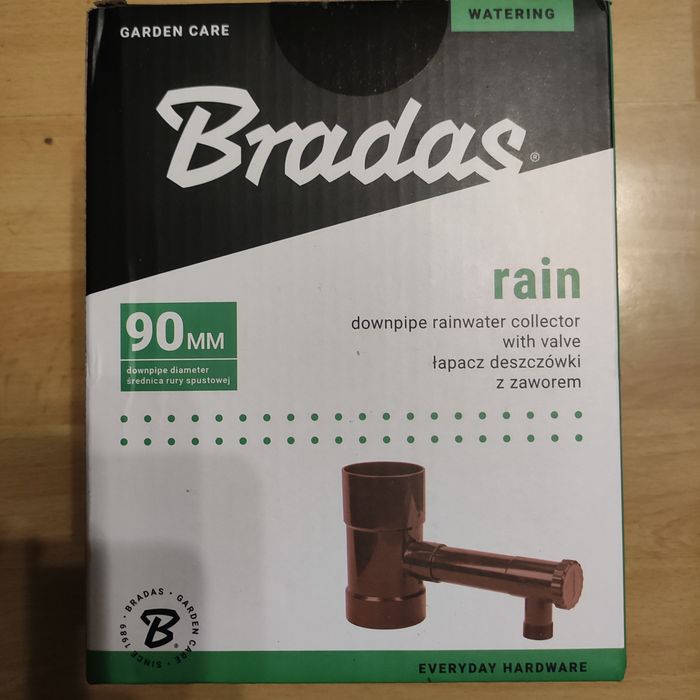 GARDEN CARE
WATERING
Bradas®
rain
downpipe rainwater collector
with valve
łapacz deszczówki
z zaworem
90MM
downpipe diameter
średnica rury spustowej
BRADAS • GARDEN CARE • SINCE 1989 •
B®
EVERYDAY HARDWARE